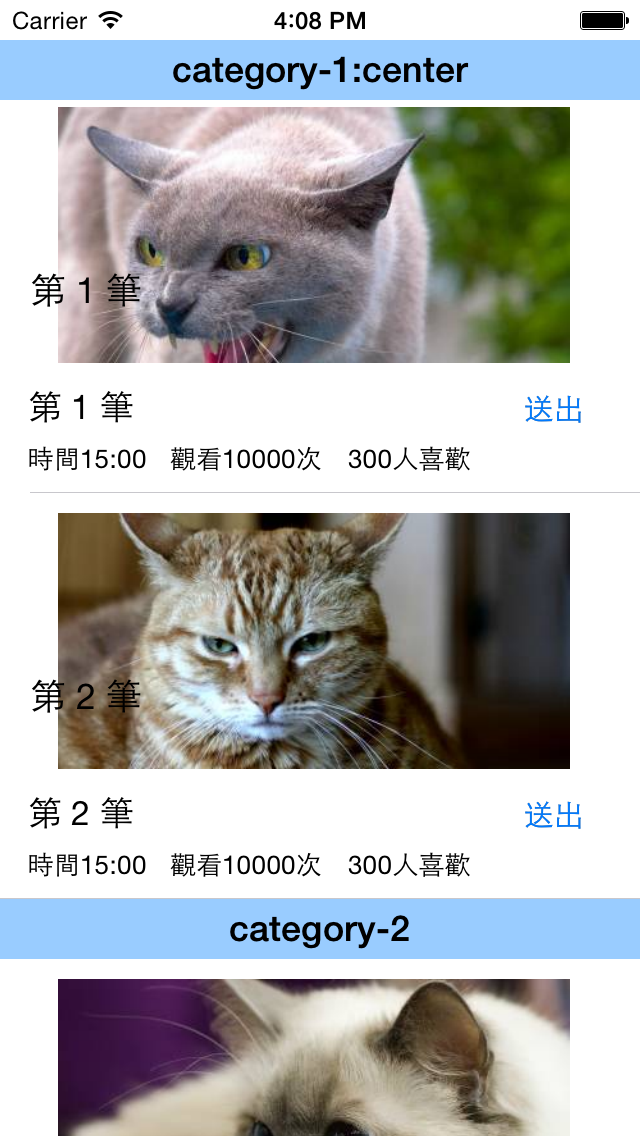 Carrier 4:08 PM
category-1:center
第 1 筆
第 1 筆 送出
時間15:00 觀看10000次 300人喜歡
第 2 筆
第 2 筆 送出
時間15:00 觀看10000次 300人喜歡
category-2